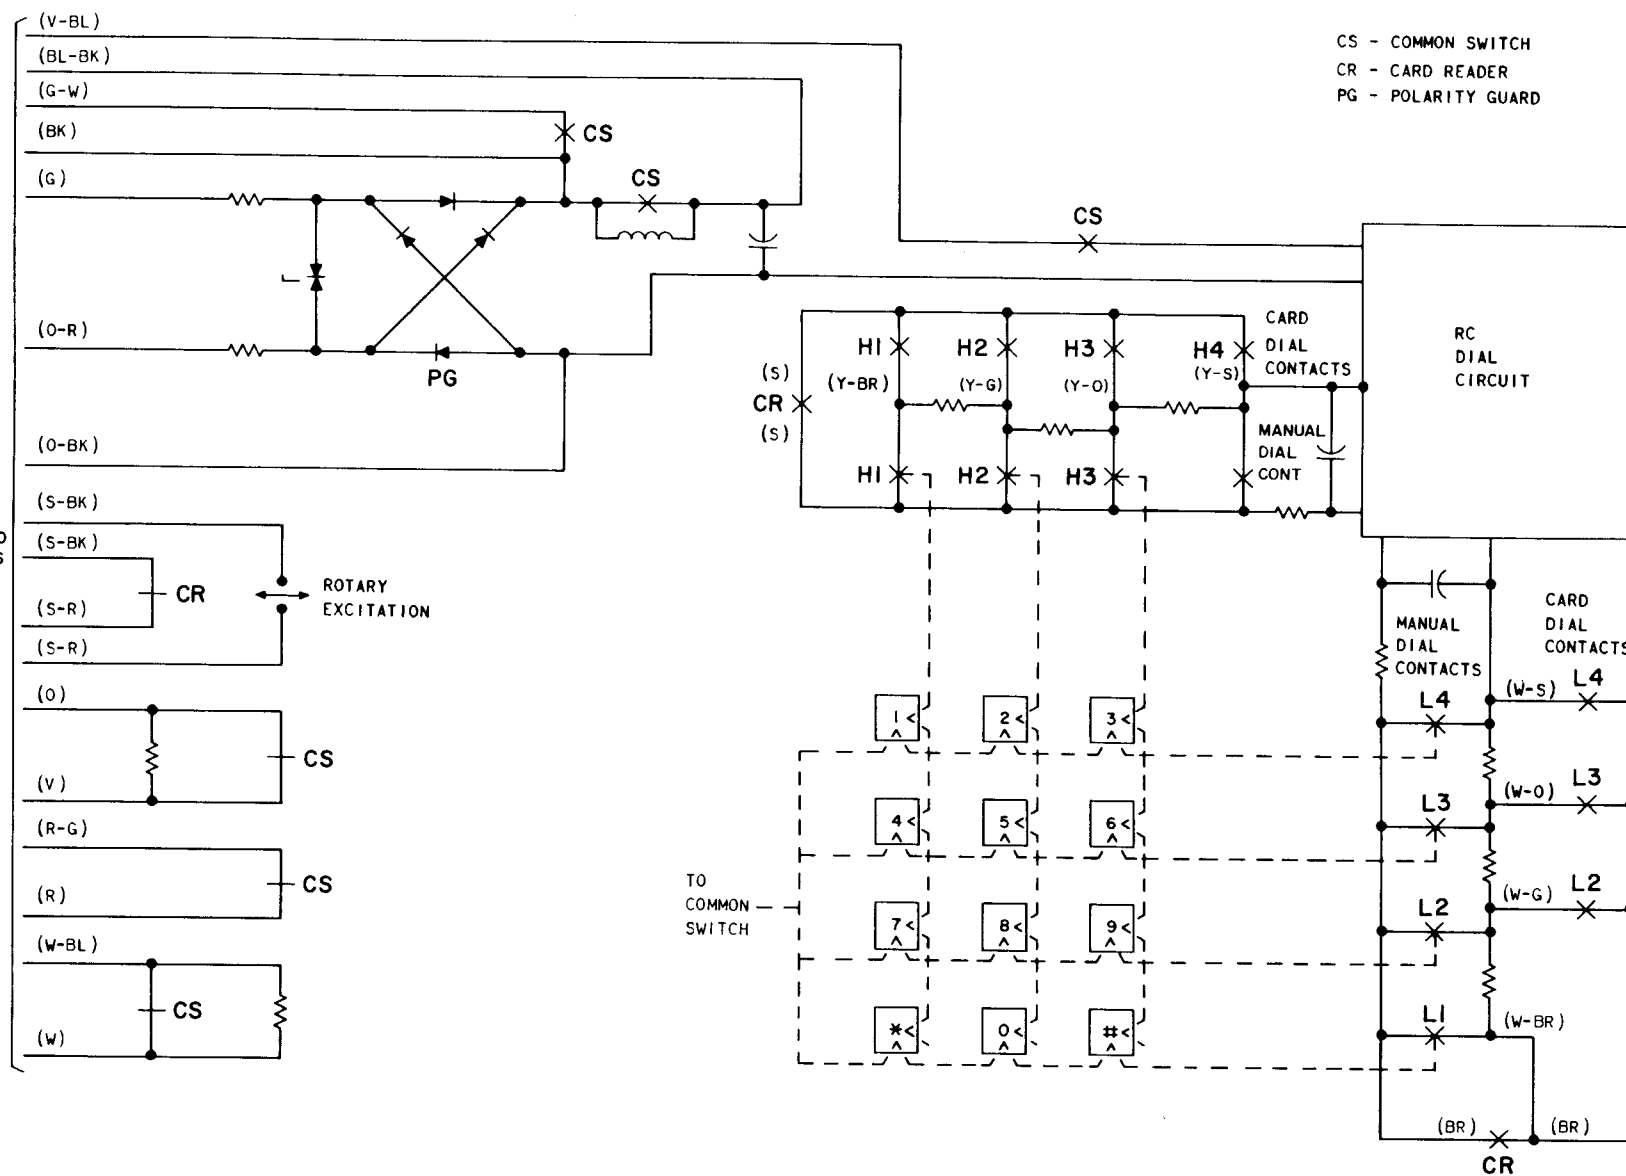 (V-BL)
(BL-BK)
(G-W)
(BK)
(G)
(O-R)
(O-BK)
(S-BK)
(S-BK)
(S-R)
(S-R)
(O)
(V)
(R-G)
(R)
(W-BL)
(W)
O
S
CS
CS
PG
CR
ROTARY
EXCITATION
CS
CS
CS
CS - COMMON SWITCH
CR - CARD READER
PG - POLARITY GUARD
CS
RC
DIAL
CIRCUIT
CARD
DIAL
CONTACTS
H1
H2
H3
H4
(S)
CR
(S)
(Y-BR)
(Y-G)
(Y-O)
(Y-S)
MANUAL
DIAL
CONT
H1
H2
H3
1
2
3
4
5
6
7
8
9
*
0
#
TO
COMMON
SWITCH
MANUAL
DIAL
CONTACTS
CARD
DIAL
CONTACTS
L4
(W-S)
L4
L3
(W-O)
L3
L2
(W-G)
L2
L1
(W-BR)
(BR)
(BR)
CR